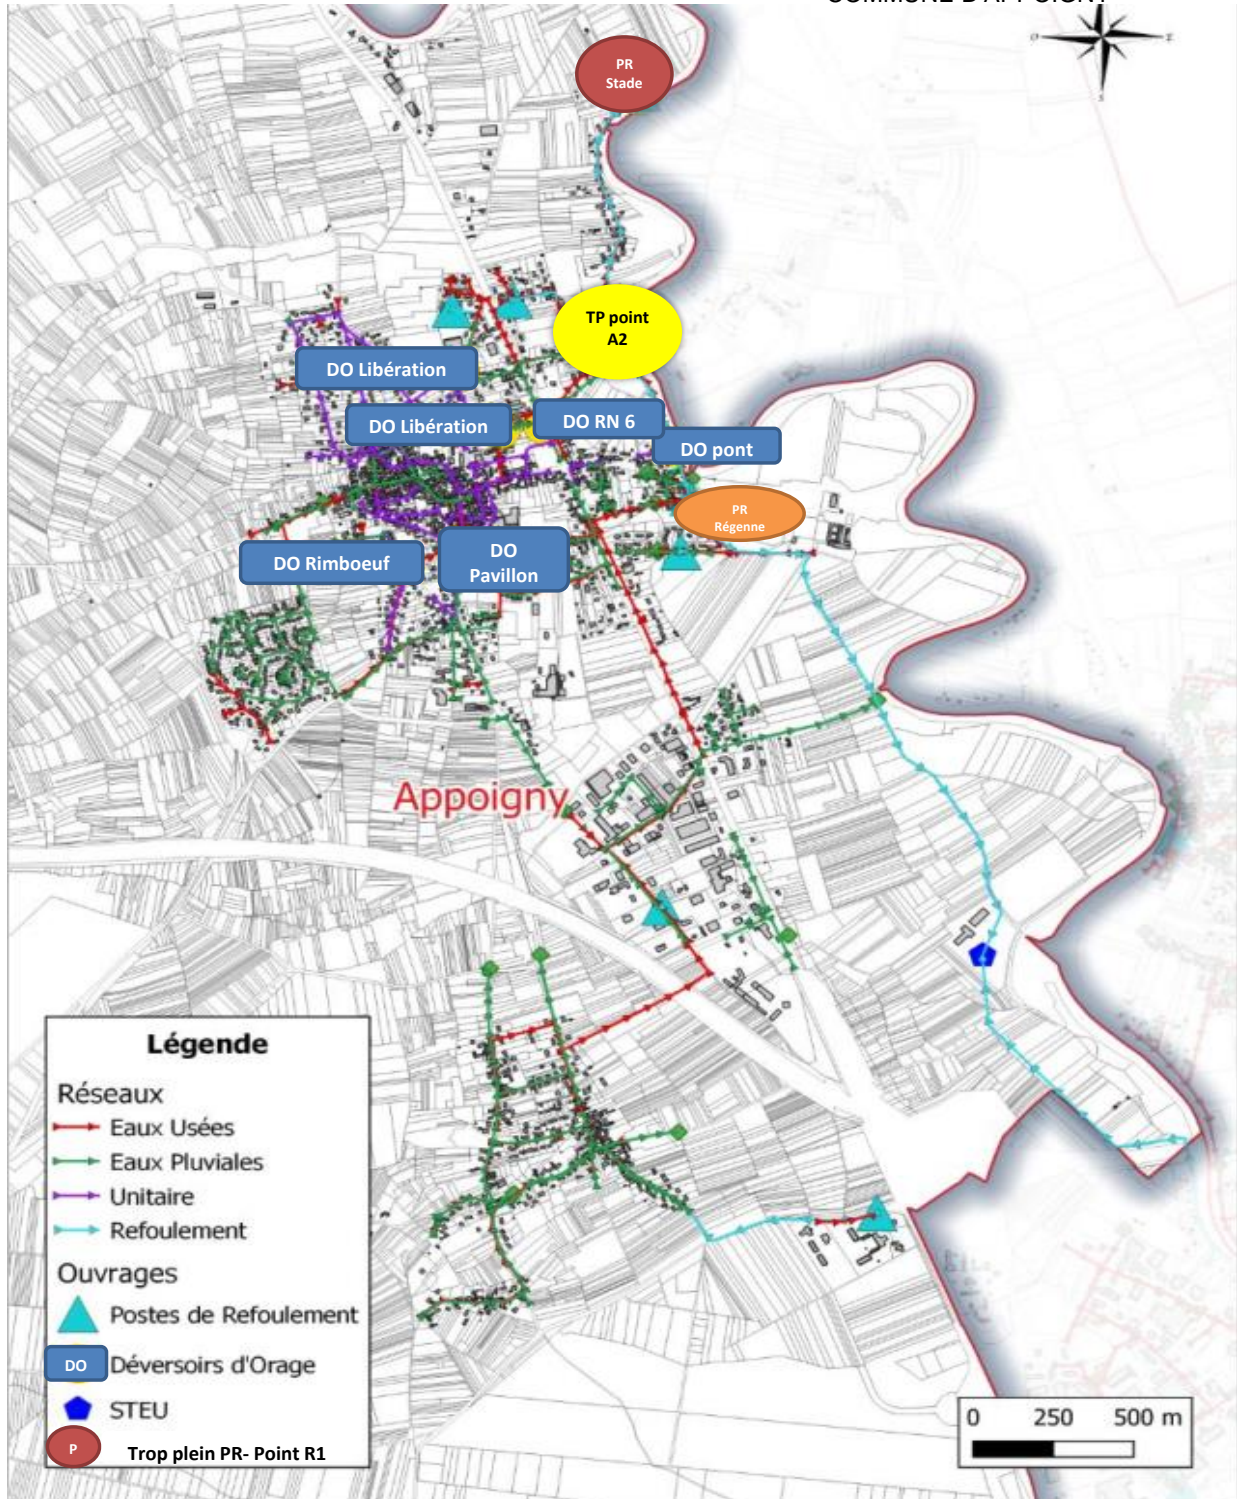 COMMUNE D'APPOIGNY
O
E
S
PR
Stade
TP point
A2
DO Libération
DO Libération
DO RN 6
DO pont
PR
Régenne
DO Rimboeuf
DO
Pavillon
Appoigny
Légende
Réseaux
Eaux Usées
Eaux Pluviales
Unitaire
Refoulement
Ouvrages
Postes de Refoulement
DO Déversoirs d'Orage
STEU
P Trop plein PR- Point R1
0 250 500 m